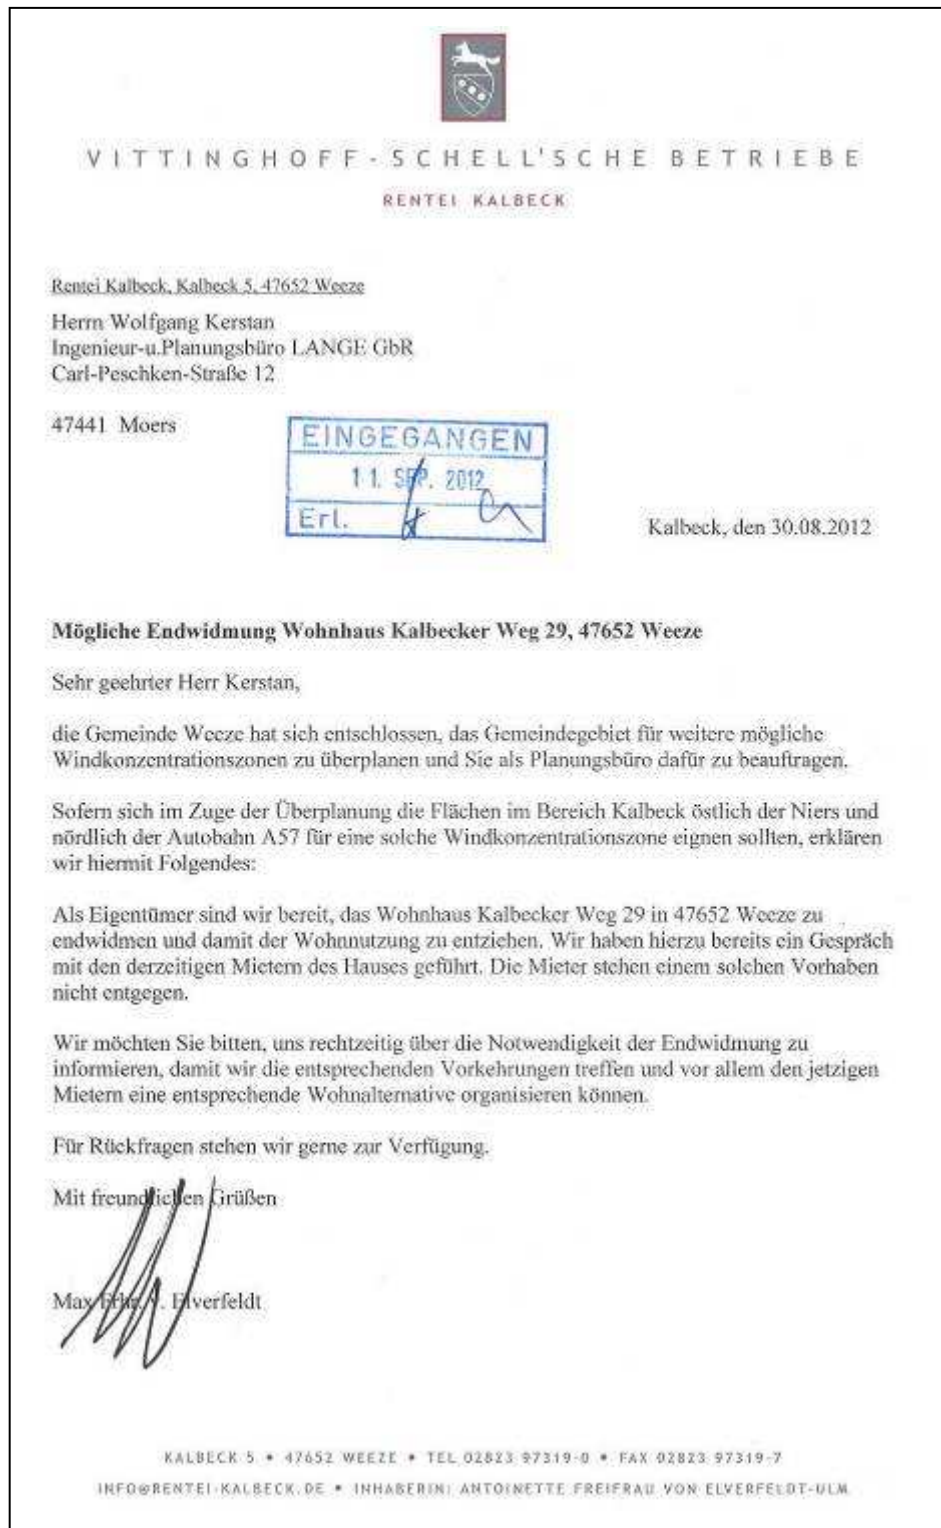 VITTINGHOFF-SCHELL'SCHE BETRIEBE
RENTEI KALBECK
Rentei Kalbeck, Kalbeck 5, 47652 Weeze
Herrn Wolfgang Kerstan
Ingenieur-u.Planungsbüro LANGE GbR
Carl-Peschken-Straße 12
47441 Moers
EINGEGANGEN
11. SEP. 2012
Erl.
Kalbeck, den 30.08.2012
Mögliche Endwidmung Wohnhaus Kalbecker Weg 29, 47652 Weeze
Sehr geehrter Herr Kerstan,
die Gemeinde Weeze hat sich entschlossen, das Gemeindegebiet für weitere mögliche
Windkonzentrationszonen zu überplanen und Sie als Planungsbüro dafür zu beauftragen.
Sofern sich im Zuge der Überplanung die Flächen im Bereich Kalbeck östlich der Niers und
nördlich der Autobahn A57 für eine solche Windkonzentrationszone eignen sollten, erklären
wir hiermit Folgendes:
Als Eigentümer sind wir bereit, das Wohnhaus Kalbecker Weg 29 in 47652 Weeze zu
endwidmen und damit der Wohnnutzung zu entziehen. Wir haben hierzu bereits ein Gespräch
mit den derzeitigen Mietern des Hauses geführt. Die Mieter stehen einem solchen Vorhaben
nicht entgegen.
Wir möchten Sie bitten, uns rechtzeitig über die Notwendigkeit der Endwidmung zu
informieren, damit wir die entsprechenden Vorkehrungen treffen und vor allem den jetzigen
Mietern eine entsprechende Wohnalternative organisieren können.
Für Rückfragen stehen wir gerne zur Verfügung.
Mit freundlichen Grüßen
Max Frhr. v. Elverfeldt
KALBECK 5 • 47652 WEEZE • TEL 02823 97319-0 • FAX 02823 97319-7
INFO@RENTEI-KALBECK.DE • INHABERIN: ANTOINETTE FREIFRAU VON ELVERFELDT-ULM